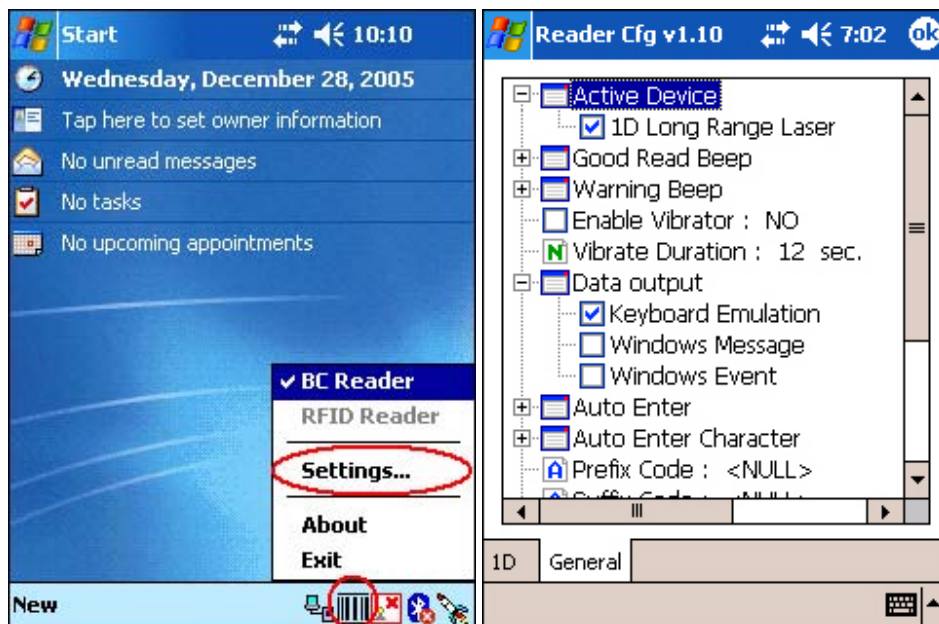 Start 10:10
Wednesday, December 28, 2005
Tap here to set owner information
No unread messages
No tasks
No upcoming appointments
BC Reader
RFID Reader
Settings...
About
Exit
New
Reader Cfg v1.10 7:02 ok
Active Device
1D Long Range Laser
Good Read Beep
Warning Beep
Enable Vibrator : NO
N Vibrate Duration : 12 sec.
Data output
Keyboard Emulation
Windows Message
Windows Event
Auto Enter
Auto Enter Character
A Prefix Code : <NULL>
1D General